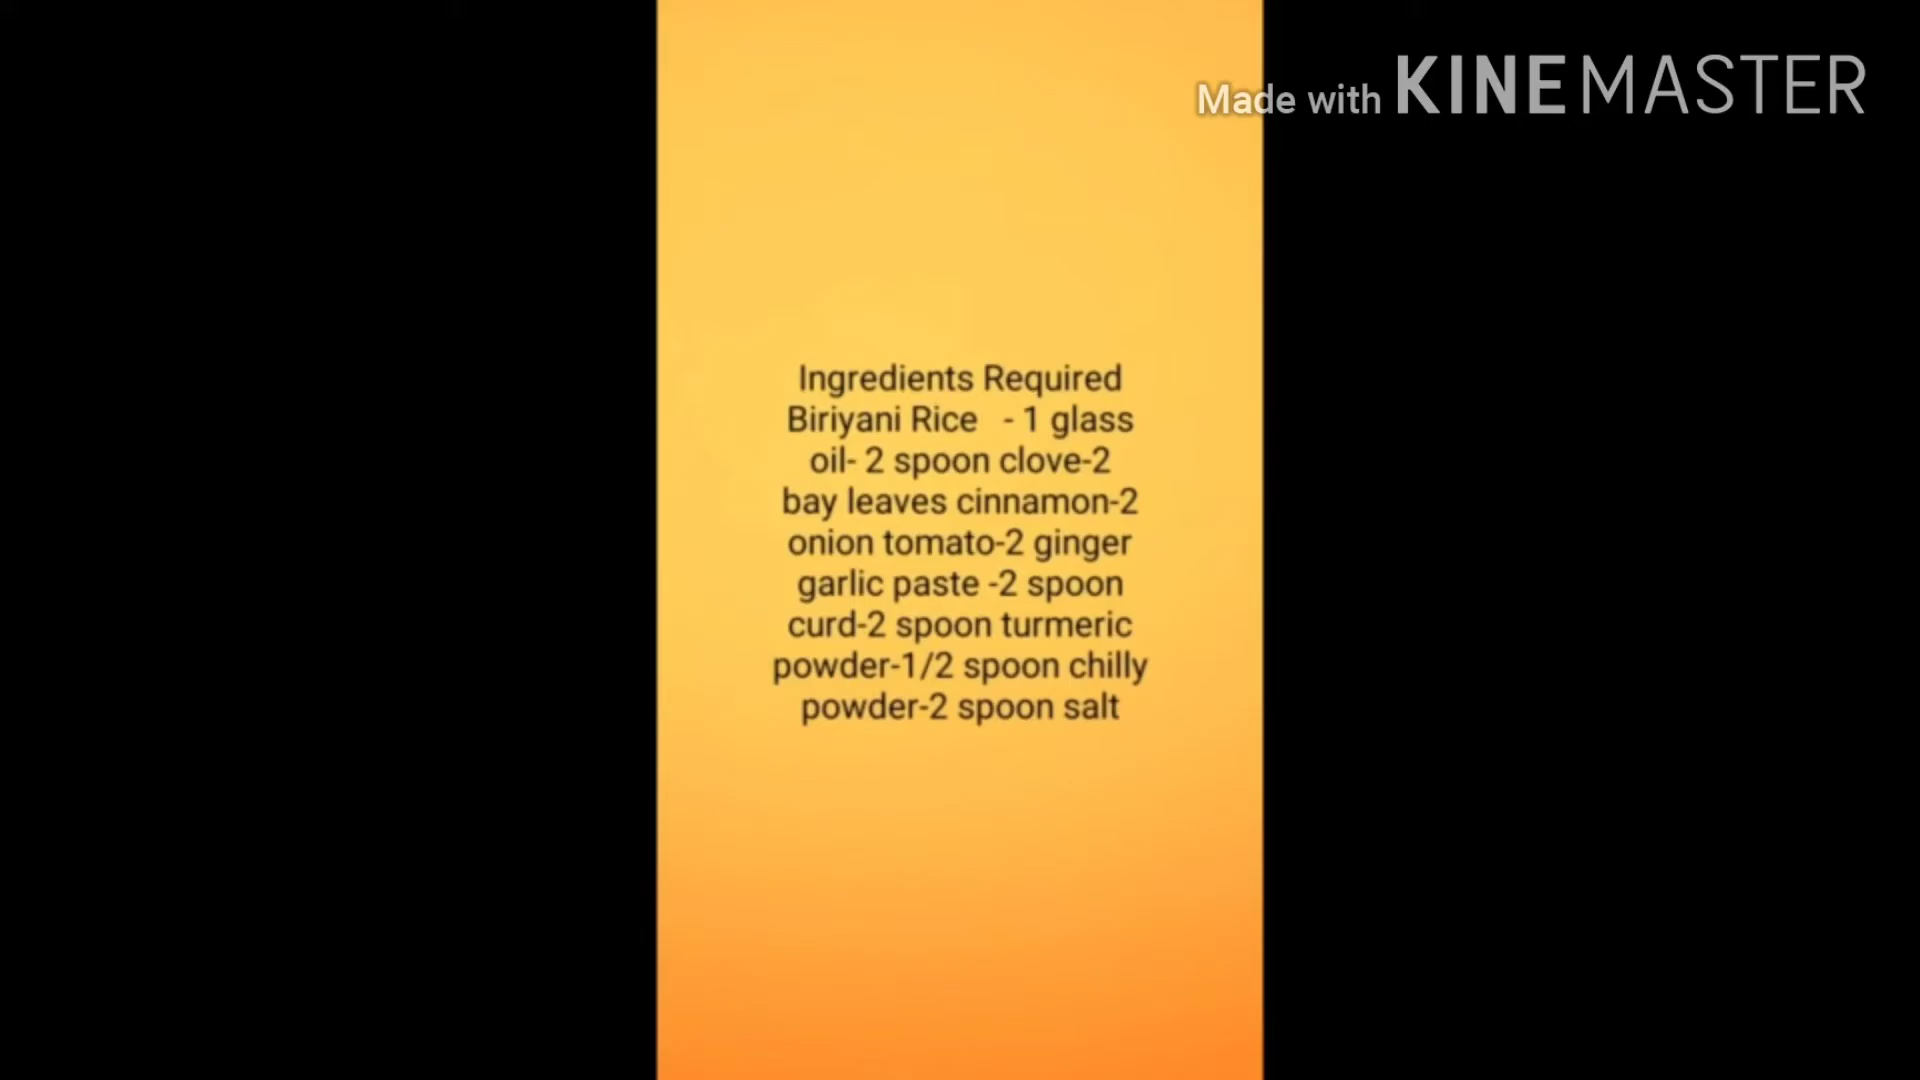 Made with KINEMASTER
Ingredients Required
Biriyani Rice - 1 glass
oil- 2 spoon clove-2
bay leaves cinnamon-2
onion tomato-2 ginger
garlic paste -2 spoon
curd-2 spoon turmeric
powder-1/2 spoon chilly
powder-2 spoon salt